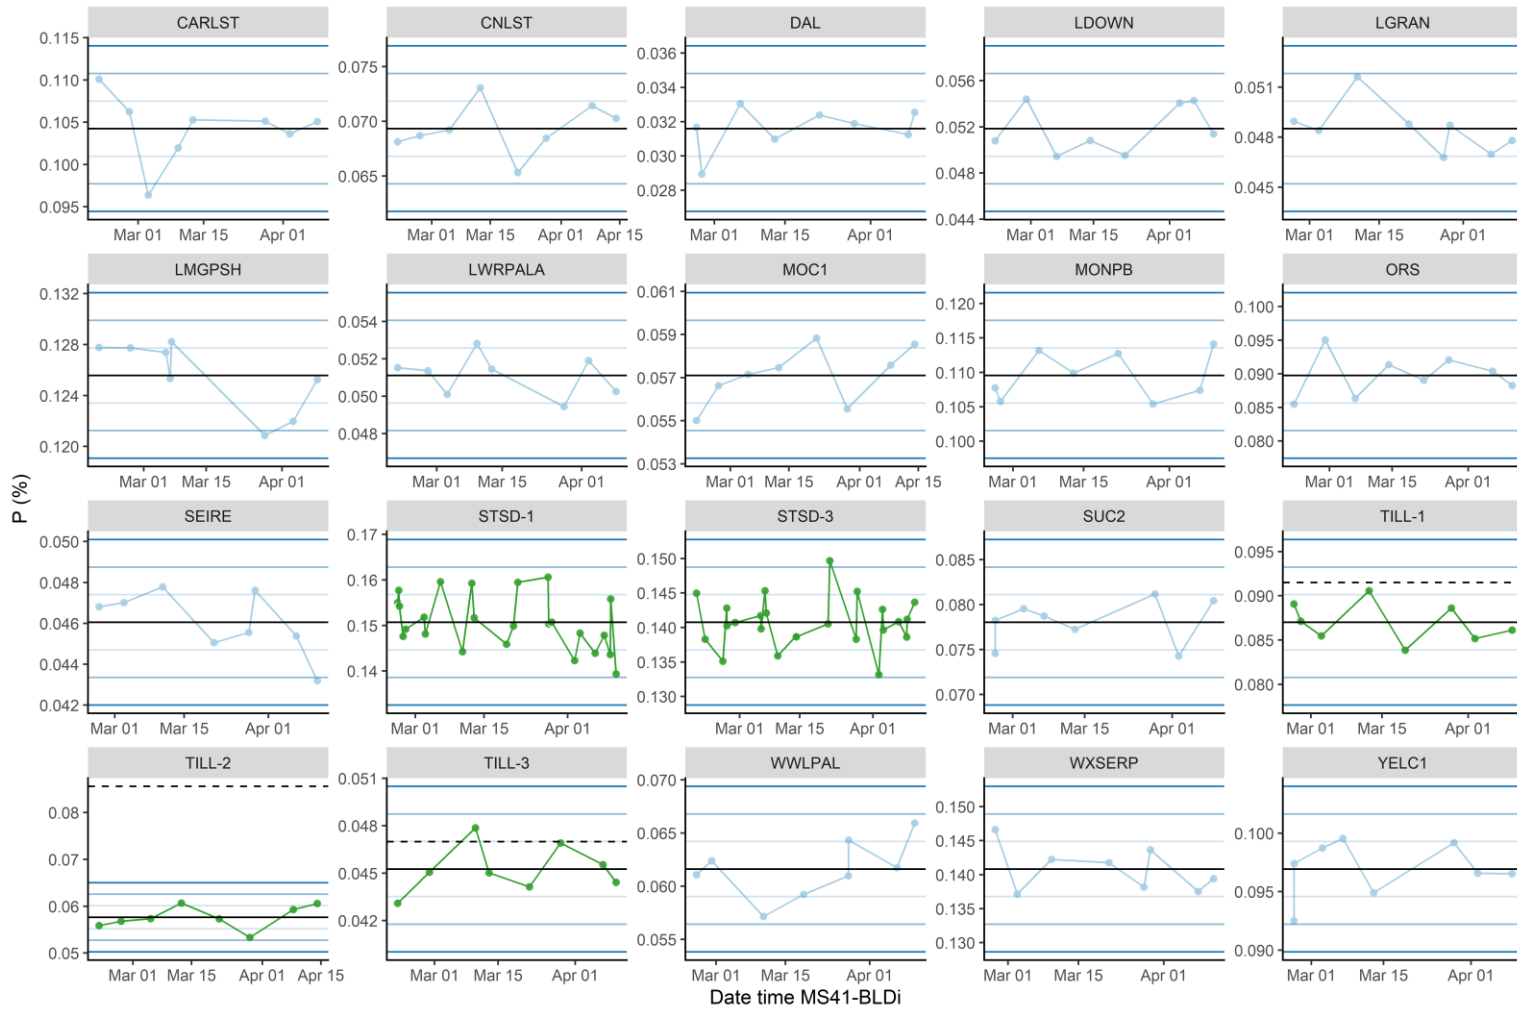 CARLST CNLST DAL LDOWN LGRAN
0.115 0.110 0.105 0.100 0.095
0.075 0.070 0.065
0.036 0.034 0.032 0.030 0.028
0.056 0.052 0.048 0.044
0.051 0.048 0.045
Mar 01 Mar 15 Apr 01
Mar 01 Mar 15 Apr 01 Apr 15
Mar 01 Mar 15 Apr 01
Mar 01 Mar 15 Apr 01
Mar 01 Mar 15 Apr 01
LMGPSH LWRPALA MOC1 MONPB ORS
0.132 0.128 0.124 0.120
0.054 0.052 0.050 0.048
0.061 0.059 0.057 0.055 0.053
0.120 0.115 0.110 0.105 0.100
0.100 0.095 0.090 0.085 0.080
Mar 01 Mar 15 Apr 01
Mar 01 Mar 15 Apr 01
Mar 01 Mar 15 Apr 01 Apr 15
Mar 01 Mar 15 Apr 01
Mar 01 Mar 15 Apr 01
P (%)
SEIRE STSD-1 STSD-3 SUC2 TILL-1
0.050 0.048 0.046 0.044 0.042
0.17 0.16 0.15 0.14
0.150 0.145 0.140 0.135 0.130
0.085 0.080 0.075 0.070
0.095 0.090 0.085 0.080
Mar 01 Mar 15 Apr 01
Mar 01 Mar 15 Apr 01
Mar 01 Mar 15 Apr 01
Mar 01 Mar 15 Apr 01
Mar 01 Mar 15 Apr 01
TILL-2 TILL-3 WWLPAL WXSERP YELC1
0.08 0.07 0.06 0.05
0.051 0.048 0.045 0.042
0.070 0.065 0.060 0.055
0.150 0.145 0.140 0.135 0.130
0.100 0.095 0.090
Mar 01 Mar 15 Apr 01 Apr 15
Mar 01 Mar 15 Apr 01
Mar 01 Mar 15 Apr 01
Mar 01 Mar 15 Apr 01
Mar 01 Mar 15 Apr 01
Date time MS41-BLDi